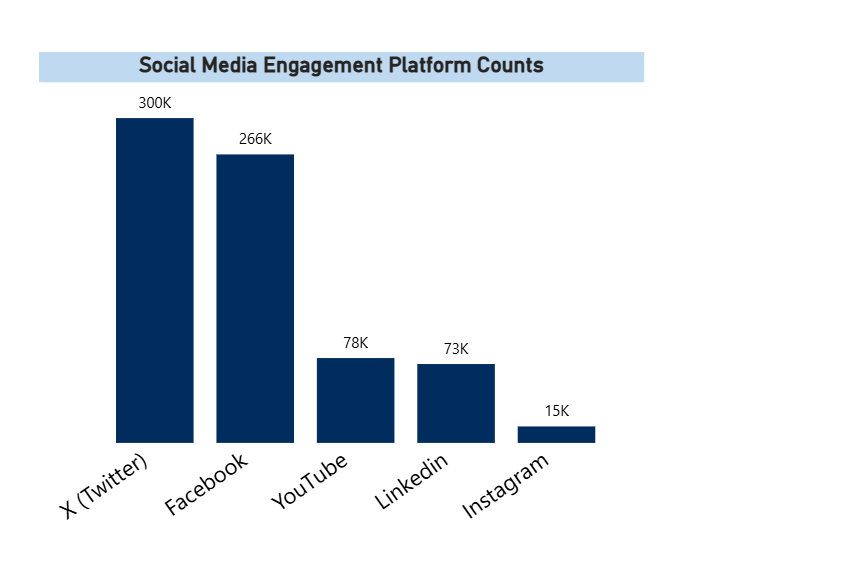 Social Media Engagement Platform Counts
300K
266K
78K
73K
15K
X (Twitter)
Facebook
YouTube
Linkedin
Instagram